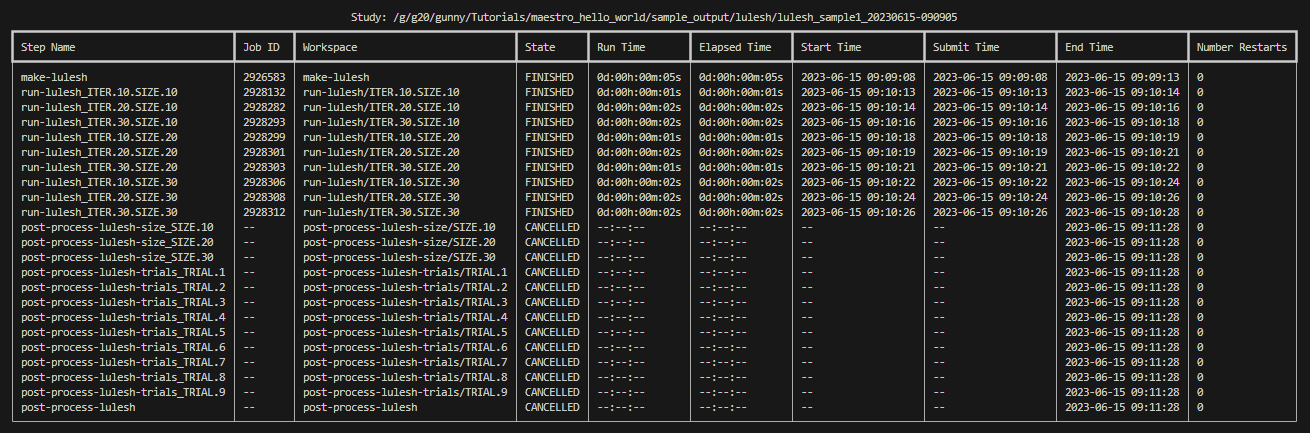 Study: /g/g20/gunny/Tutorials/maestro_hello_world/sample_output/lulesh/lulesh_sample1_20230615-090905
Step Name Job ID Workspace State Run Time Elapsed Time Start Time Submit Time End Time Number Restarts
make-lulesh 2926583 make-lulesh FINISHED 0d:00h:00m:05s 0d:00h:00m:05s 2023-06-15 09:09:08 2023-06-15 09:09:08 2023-06-15 09:09:13 0
run-lulesh_ITER.10.SIZE.10 2928132 run-lulesh/ITER.10.SIZE.10 FINISHED 0d:00h:00m:01s 0d:00h:00m:01s 2023-06-15 09:10:13 2023-06-15 09:10:13 2023-06-15 09:10:14 0
run-lulesh_ITER.20.SIZE.10 2928282 run-lulesh/ITER.20.SIZE.10 FINISHED 0d:00h:00m:02s 0d:00h:00m:02s 2023-06-15 09:10:14 2023-06-15 09:10:14 2023-06-15 09:10:16 0
run-lulesh_ITER.30.SIZE.10 2928293 run-lulesh/ITER.30.SIZE.10 FINISHED 0d:00h:00m:02s 0d:00h:00m:02s 2023-06-15 09:10:16 2023-06-15 09:10:16 2023-06-15 09:10:18 0
run-lulesh_ITER.10.SIZE.20 2928299 run-lulesh/ITER.10.SIZE.20 FINISHED 0d:00h:00m:01s 0d:00h:00m:01s 2023-06-15 09:10:18 2023-06-15 09:10:18 2023-06-15 09:10:19 0
run-lulesh_ITER.20.SIZE.20 2928301 run-lulesh/ITER.20.SIZE.20 FINISHED 0d:00h:00m:02s 0d:00h:00m:02s 2023-06-15 09:10:19 2023-06-15 09:10:19 2023-06-15 09:10:21 0
run-lulesh_ITER.30.SIZE.20 2928303 run-lulesh/ITER.30.SIZE.20 FINISHED 0d:00h:00m:01s 0d:00h:00m:01s 2023-06-15 09:10:21 2023-06-15 09:10:21 2023-06-15 09:10:22 0
run-lulesh_ITER.10.SIZE.30 2928306 run-lulesh/ITER.10.SIZE.30 FINISHED 0d:00h:00m:02s 0d:00h:00m:02s 2023-06-15 09:10:22 2023-06-15 09:10:22 2023-06-15 09:10:24 0
run-lulesh_ITER.20.SIZE.30 2928308 run-lulesh/ITER.20.SIZE.30 FINISHED 0d:00h:00m:02s 0d:00h:00m:02s 2023-06-15 09:10:24 2023-06-15 09:10:24 2023-06-15 09:10:26 0
run-lulesh_ITER.30.SIZE.30 2928312 run-lulesh/ITER.30.SIZE.30 FINISHED 0d:00h:00m:02s 0d:00h:00m:02s 2023-06-15 09:10:26 2023-06-15 09:10:26 2023-06-15 09:10:28 0
post-process-lulesh-size_SIZE.10 -- post-process-lulesh-size/SIZE.10 CANCELLED --:--:-- --:--:-- -- -- 2023-06-15 09:11:28 0
post-process-lulesh-size_SIZE.20 -- post-process-lulesh-size/SIZE.20 CANCELLED --:--:-- --:--:-- -- -- 2023-06-15 09:11:28 0
post-process-lulesh-size_SIZE.30 -- post-process-lulesh-size/SIZE.30 CANCELLED --:--:-- --:--:-- -- -- 2023-06-15 09:11:28 0
post-process-lulesh-trials_TRIAL.1 -- post-process-lulesh-trials/TRIAL.1 CANCELLED --:--:-- --:--:-- -- -- 2023-06-15 09:11:28 0
post-process-lulesh-trials_TRIAL.2 -- post-process-lulesh-trials/TRIAL.2 CANCELLED --:--:-- --:--:-- -- -- 2023-06-15 09:11:28 0
post-process-lulesh-trials_TRIAL.3 -- post-process-lulesh-trials/TRIAL.3 CANCELLED --:--:-- --:--:-- -- -- 2023-06-15 09:11:28 0
post-process-lulesh-trials_TRIAL.4 -- post-process-lulesh-trials/TRIAL.4 CANCELLED --:--:-- --:--:-- -- -- 2023-06-15 09:11:28 0
post-process-lulesh-trials_TRIAL.5 -- post-process-lulesh-trials/TRIAL.5 CANCELLED --:--:-- --:--:-- -- -- 2023-06-15 09:11:28 0
post-process-lulesh-trials_TRIAL.6 -- post-process-lulesh-trials/TRIAL.6 CANCELLED --:--:-- --:--:-- -- -- 2023-06-15 09:11:28 0
post-process-lulesh-trials_TRIAL.7 -- post-process-lulesh-trials/TRIAL.7 CANCELLED --:--:-- --:--:-- -- -- 2023-06-15 09:11:28 0
post-process-lulesh-trials_TRIAL.8 -- post-process-lulesh-trials/TRIAL.8 CANCELLED --:--:-- --:--:-- -- -- 2023-06-15 09:11:28 0
post-process-lulesh-trials_TRIAL.9 -- post-process-lulesh-trials/TRIAL.9 CANCELLED --:--:-- --:--:-- -- -- 2023-06-15 09:11:28 0
post-process-lulesh -- post-process-lulesh CANCELLED --:--:-- --:--:-- -- -- 2023-06-15 09:11:28 0